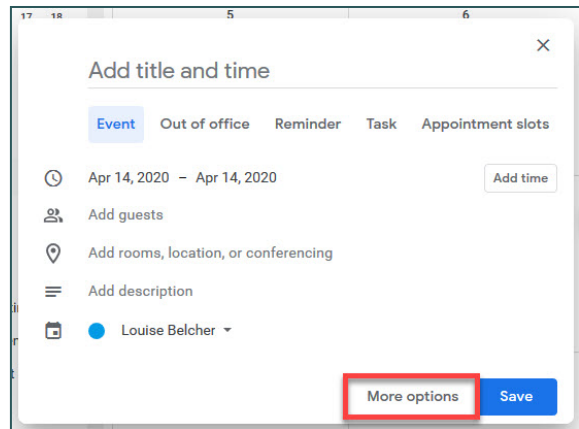 17 18 5 6
Add title and time
Event Out of office Reminder Task Appointment slots
Apr 14, 2020 – Apr 14, 2020 Add time
Add guests
Add rooms, location, or conferencing
Add description
Louise Belcher
More options Save